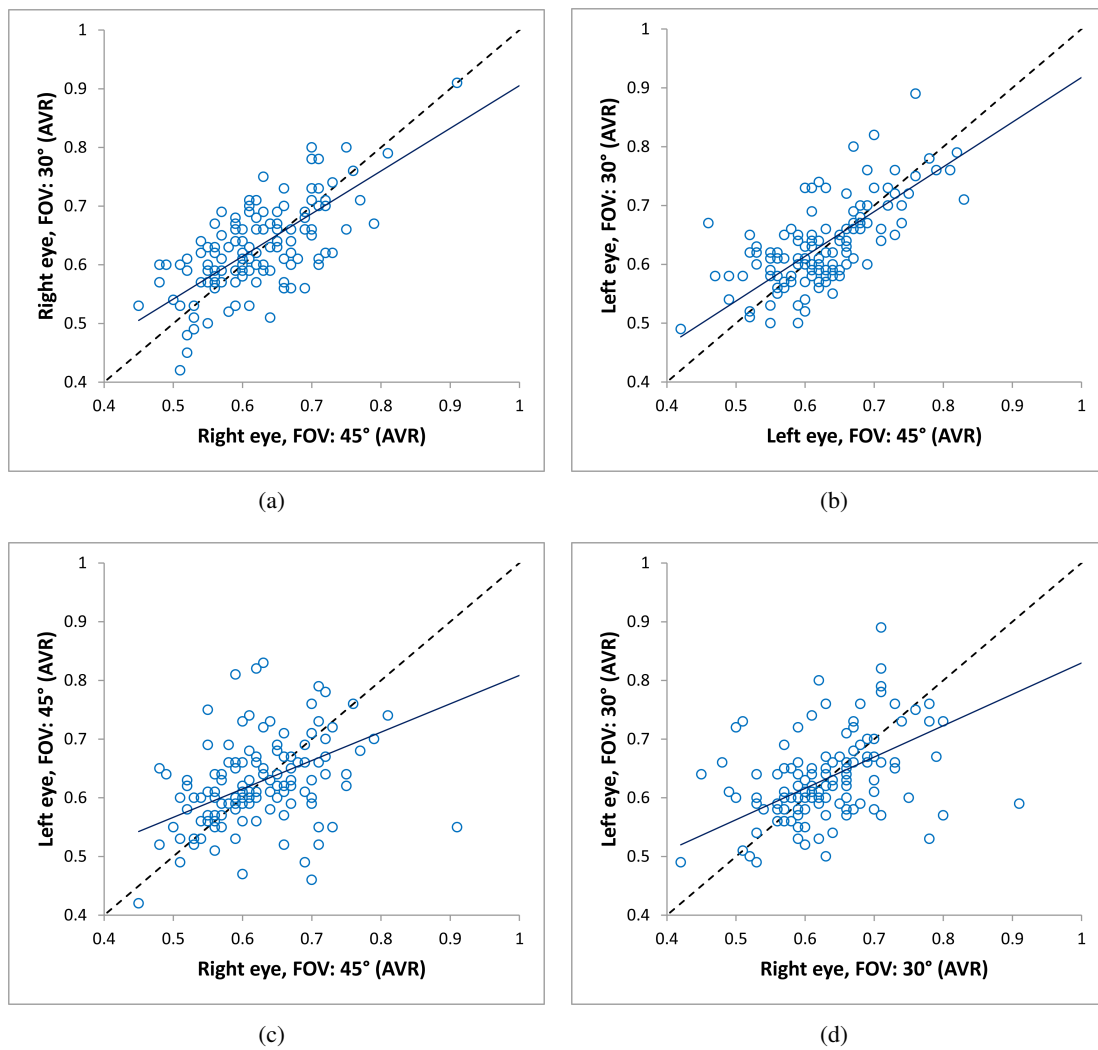 1
0.9
0.8
0.7
0.6
0.5
0.4
Right eye, FOV: 30° (AVR)
0.4 0.5 0.6 0.7 0.8 0.9 1
Right eye, FOV: 45° (AVR)
(a)
1
0.9
0.8
0.7
0.6
0.5
0.4
Left eye, FOV: 30° (AVR)
0.4 0.5 0.6 0.7 0.8 0.9 1
Left eye, FOV: 45° (AVR)
(b)
1
0.9
0.8
0.7
0.6
0.5
0.4
Left eye, FOV: 45° (AVR)
0.4 0.5 0.6 0.7 0.8 0.9 1
Right eye, FOV: 45° (AVR)
(c)
1
0.9
0.8
0.7
0.6
0.5
0.4
Left eye, FOV: 30° (AVR)
0.4 0.5 0.6 0.7 0.8 0.9 1
Right eye, FOV: 30° (AVR)
(d)